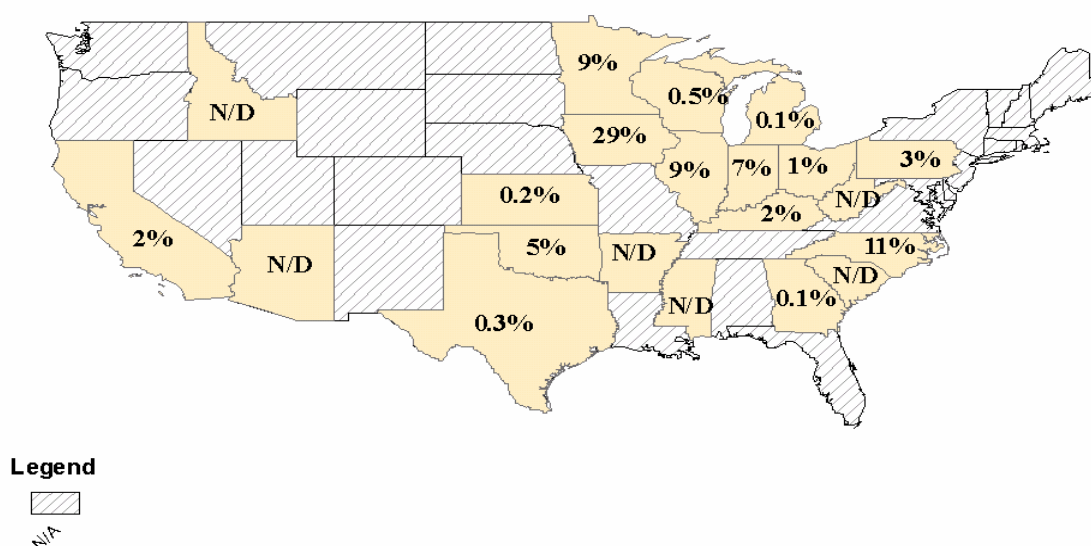 9%
0.5%
N/D
0.1%
29%
9%
7%
1%
3%
0.2%
N/D
2%
2%
11%
5%
N/D
N/D
N/D
N/D
0.1%
0.3%
Legend
N/A